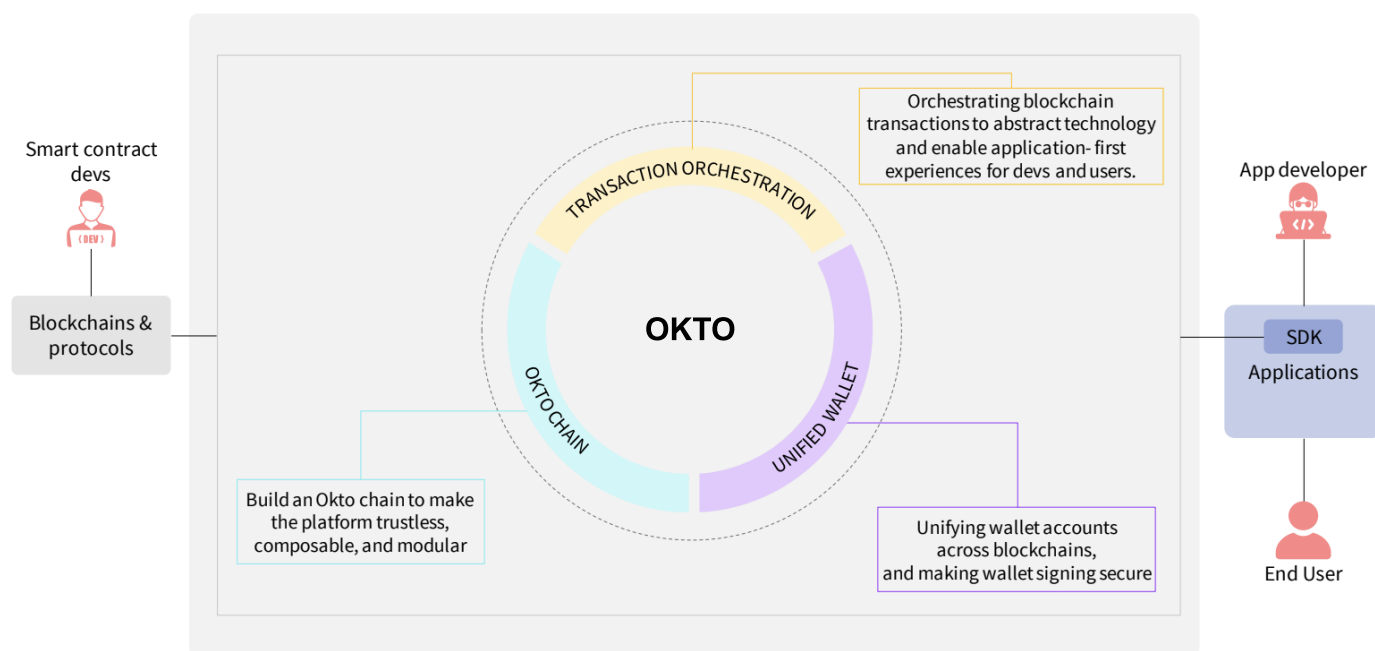 Smart contract
devs
{DEV}
Blockchains &
protocols
Orchestrating blockchain
transactions to abstract technology
and enable application- first
experiences for devs and users.
TRANSACTION ORCHESTRATION
OKTO
OKTO CHAIN
UNIFIED WALLET
Build an Okto chain to make
the platform trustless,
composable, and modular
Unifying wallet accounts
across blockchains,
and making wallet signing secure
App developer
</>
SDK
Applications
End User